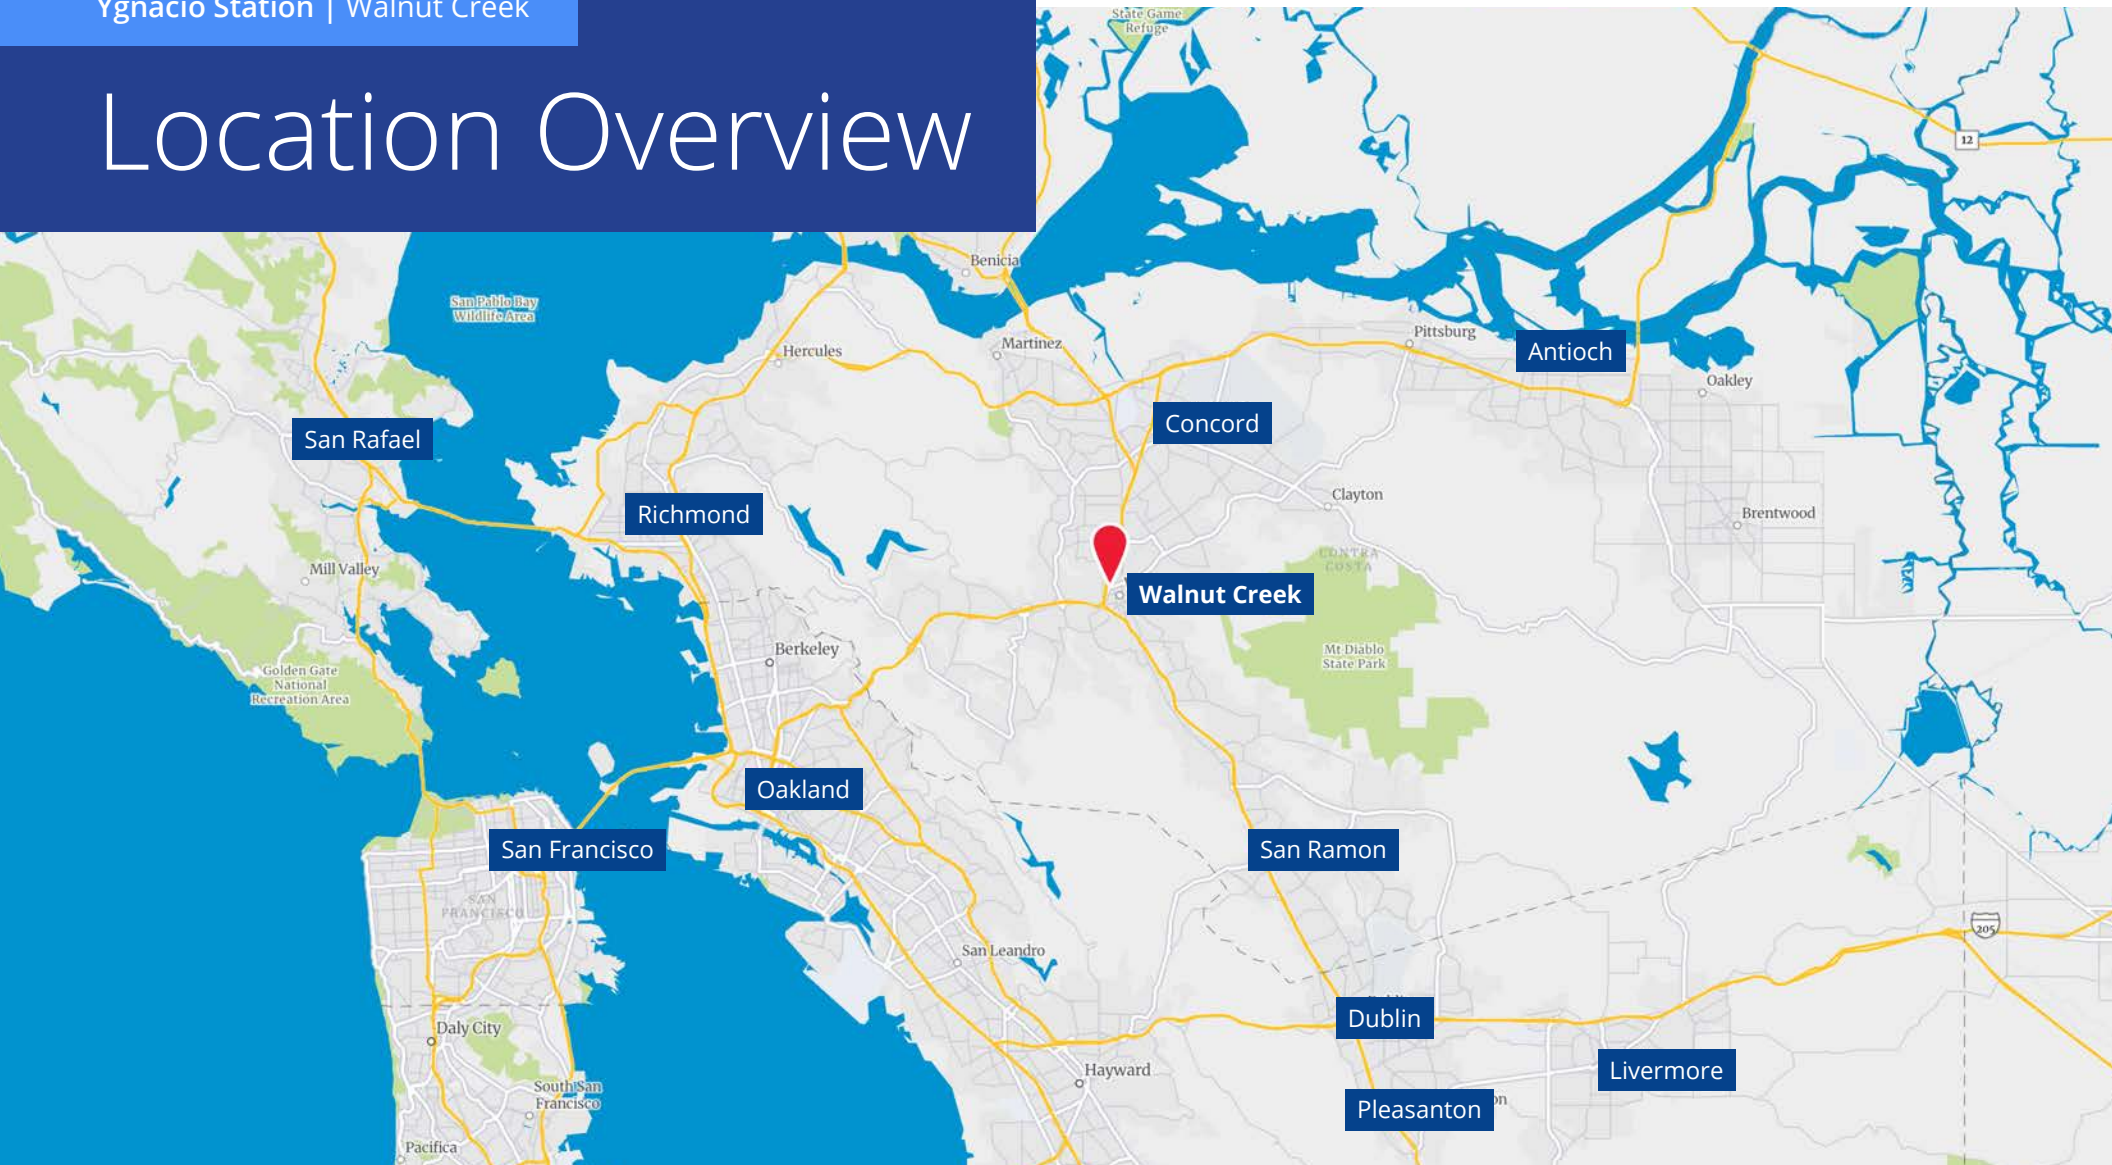 Ygnacio Station | Walnut Creek
Location Overview
State Game
Refuge
12
Benicia
San Pablo Bay
Wildlife Area
Pittsburg
Martinez
Hercules
Antioch
Oakley
Concord
San Rafael
Clayton
Richmond
Brentwood
CONTRA
COSTA
Mill Valley
Walnut Creek
Berkeley
Mt Diablo
State Park
Golden Gate
National
Recreation Area
Oakland
San Francisco
San Ramon
SAN
FRANCISCO
205
San Leandro
Dublin
Daly City
Hayward
Livermore
South San
Francisco
Pleasanton
Pacifica